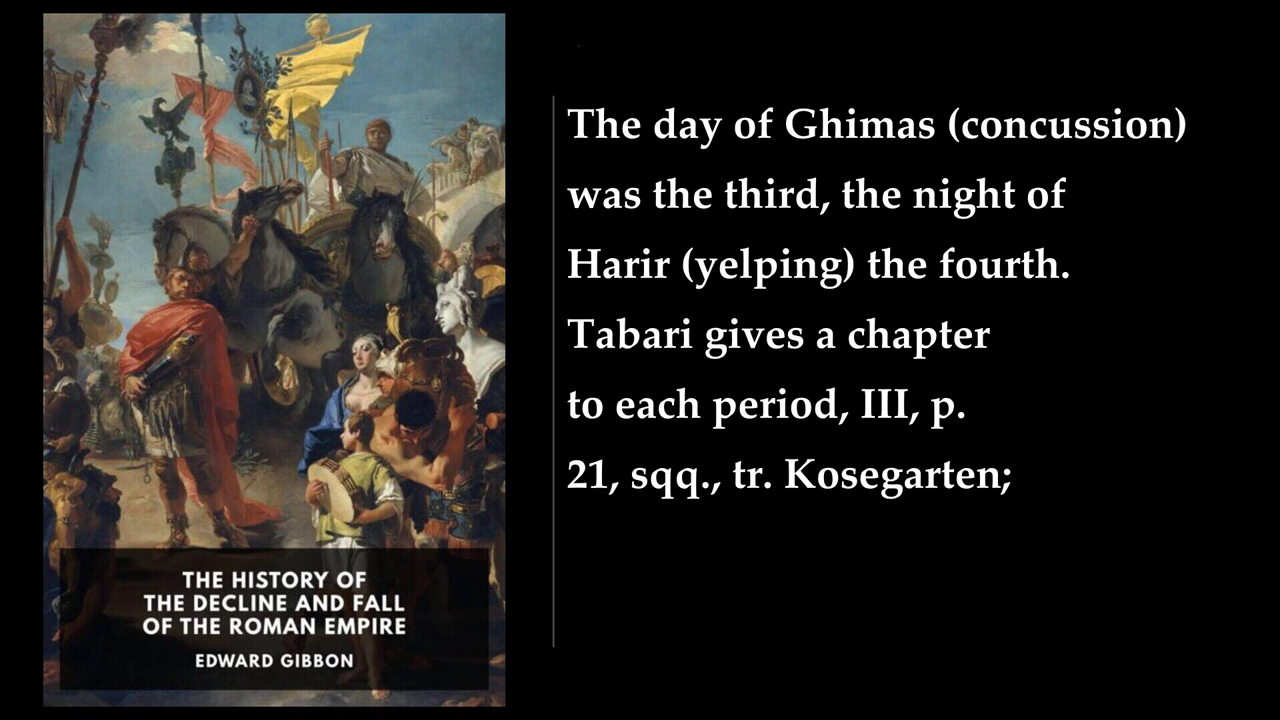 THE HISTORY OF
THE DECLINE AND FALL
OF THE ROMAN EMPIRE
EDWARD GIBBON
The day of Ghimas (concussion)
was the third, the night of
Harir (yelping) the fourth.
Tabari gives a chapter
to each period, III, p.
21, sqq., tr. Kosegarten;